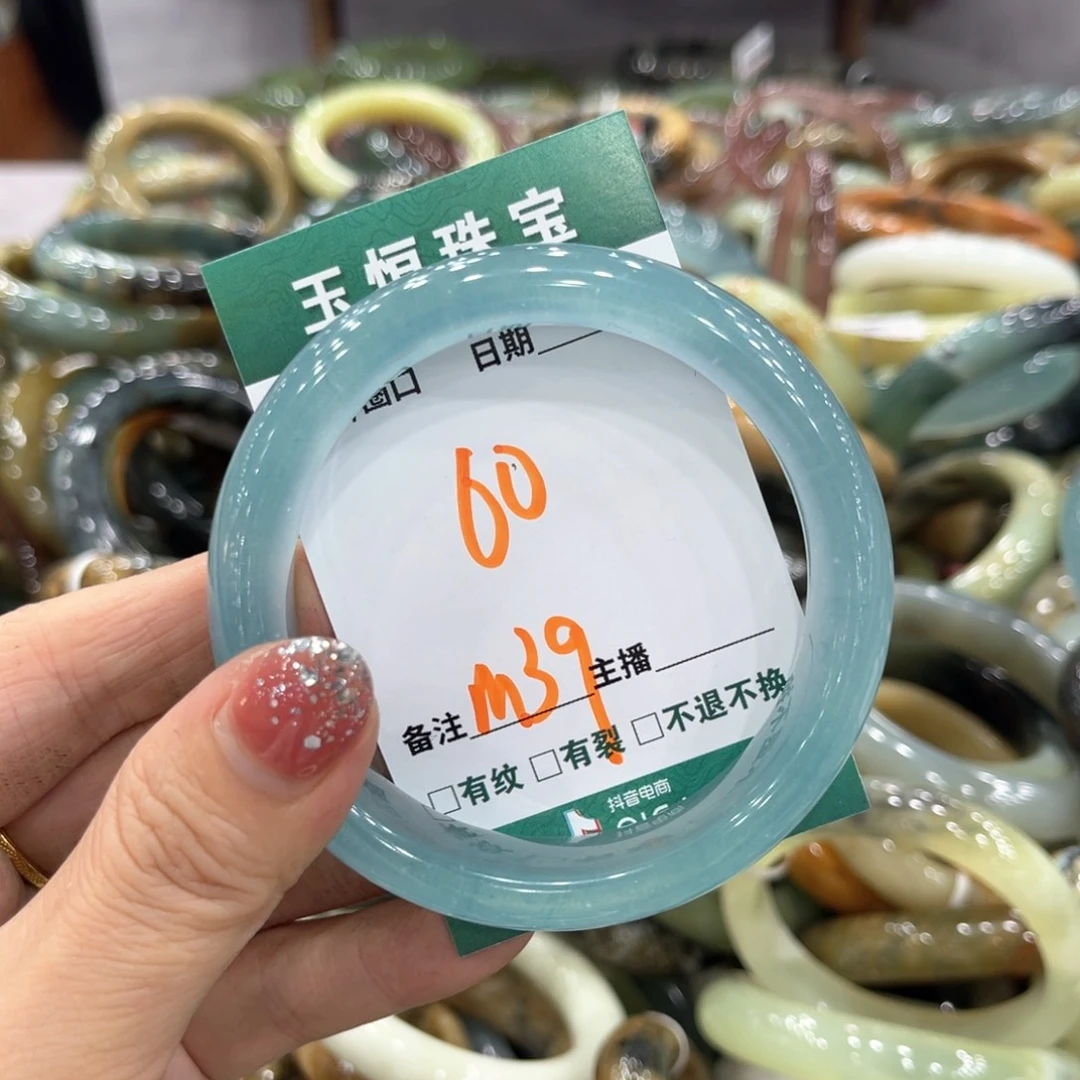 玉恒珠宝
日期
窗口
60
m39
主播
备注
□有纹 □有裂 □不退不换
抖音电商